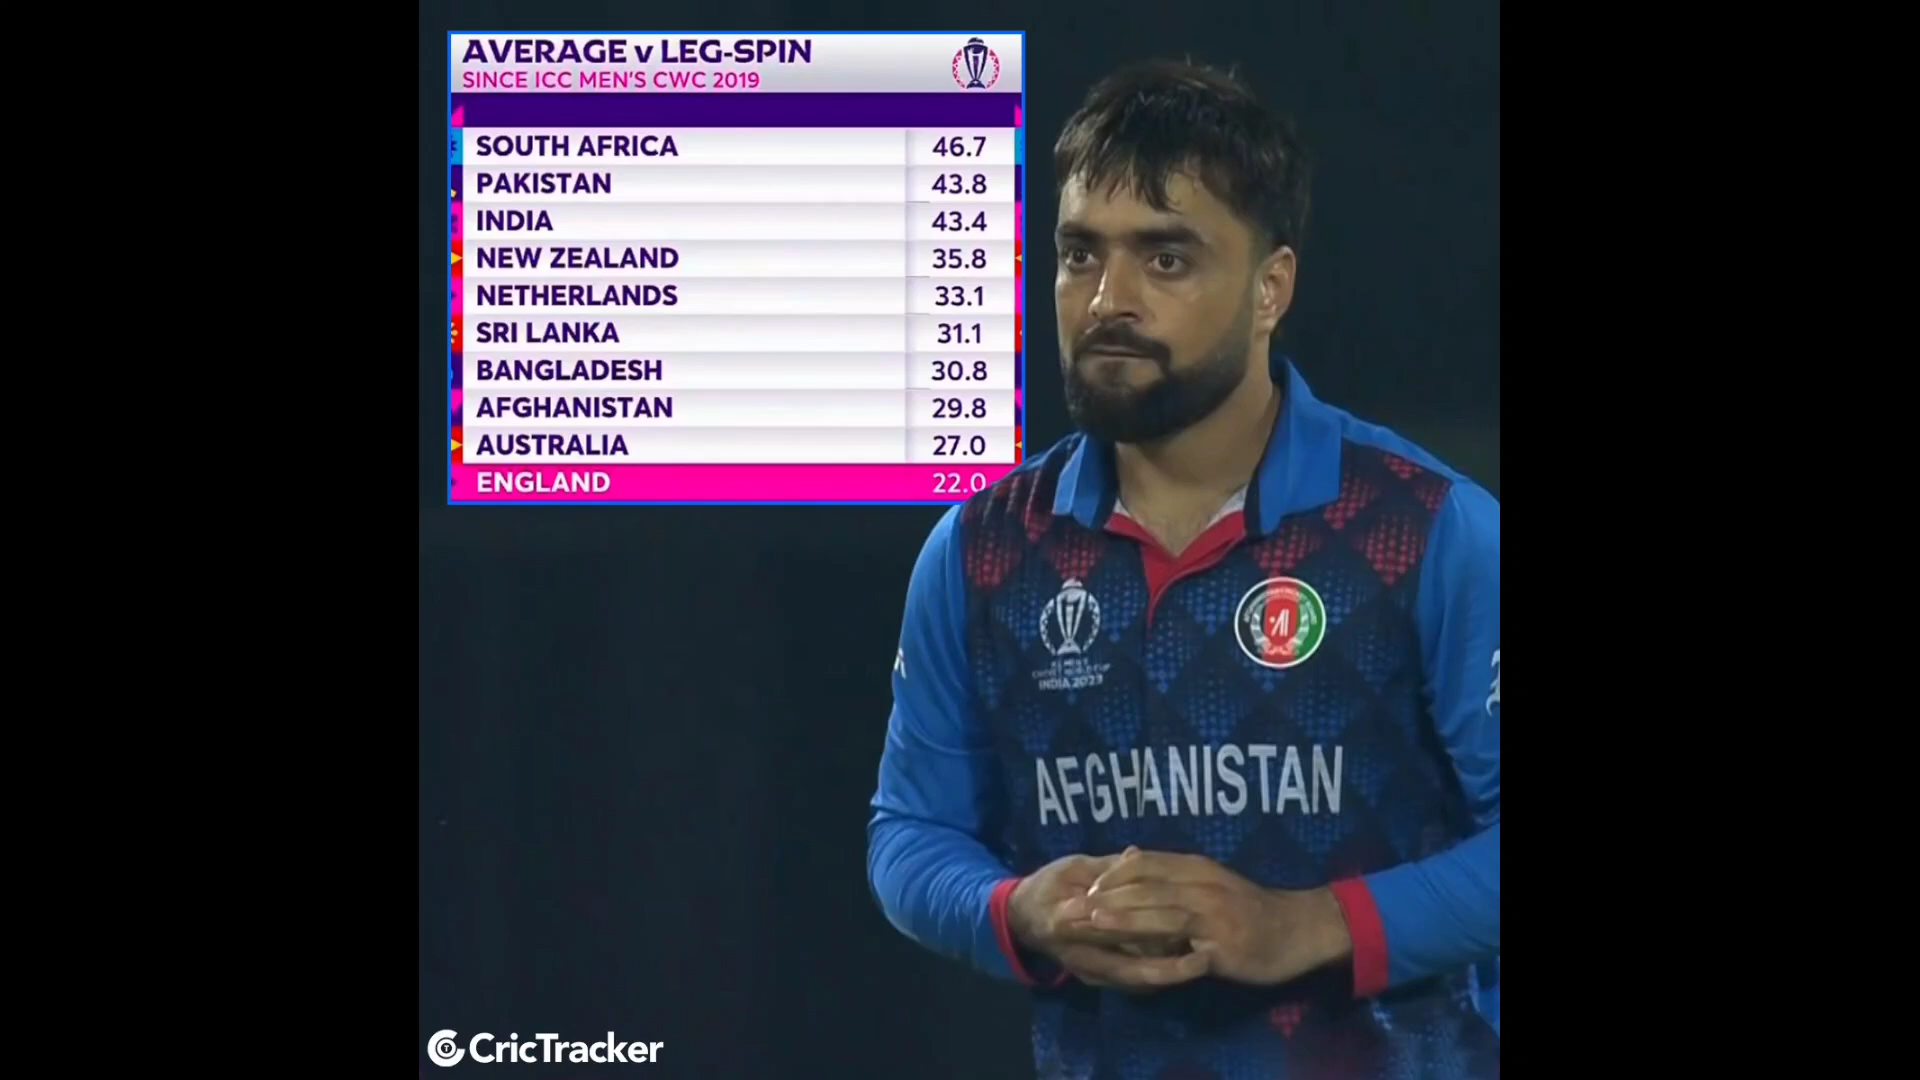 AVERAGE v LEG-SPIN
SINCE ICC MEN'S CWC 2019
SOUTH AFRICA 46.7
PAKISTAN 43.8
INDIA 43.4
NEW ZEALAND 35.8
NETHERLANDS 33.1
SRI LANKA 31.1
BANGLADESH 30.8
AFGHANISTAN 29.8
AUSTRALIA 27.0
ENGLAND 22.0
INDIA 2023
AFGHANISTAN
CricTracker